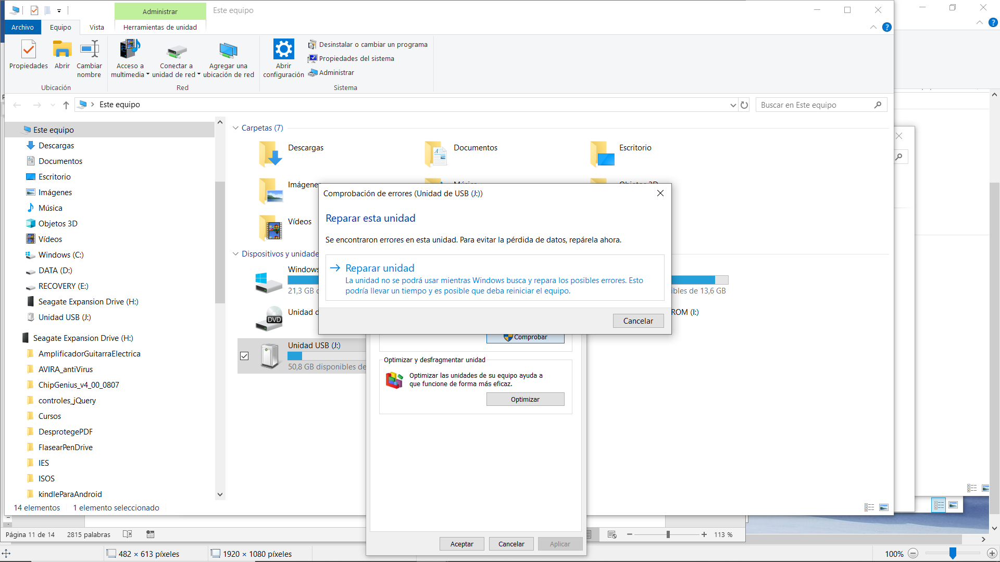 Administrar
Este equipo
Archivo
Equipo
Vista
Herramientas de unidad
Propiedades
Abrir
Cambiar
nombre
Ubicación
Acceso a
multimedia
Conectar a
unidad de red
Agregar una
ubicación de red
Red
Abrir
configuración
Desinstalar o cambiar un programa
Propiedades del sistema
Administrar
Sistema
Este equipo
Buscar en Este equipo
Este equipo
Descargas
Documentos
Escritorio
Imágenes
Música
Objetos 3D
Vídeos
Windows (C:)
DATA (D:)
RECOVERY (E:)
Seagate Expansion Drive (H:)
Unidad USB (J:)
Seagate Expansion Drive (H:)
AmplificadorGuitarraElectrica
AVIRA_antiVirus
ChipGenius_v4_00_0807
controles_jQuery
Cursos
DesprotegePDF
FlasearPenDrive
IES
ISOS
kindleParaAndroid
14 elementos
1 elemento seleccionado
Carpetas (7)
Descargas
Documentos
Escritorio
Imágene
Música
Objetos 3D
Vídeos
Dispositivos y unidade
Windows
21,3 GB
ibles de 13,6 GB
Unidad
DVD
ROM (I:)
Unidad USB (J:)
50,8 GB disponibles de
Comprobación de errores (Unidad de USB (J:))
Reparar esta unidad
Se encontraron errores en esta unidad. Para evitar la pérdida de datos, repárela ahora.
Reparar unidad
La unidad no se podrá usar mientras Windows busca y repara los posibles errores. Esto
podría llevar un tiempo y es posible que deba reiniciar el equipo.
Cancelar
Comprobar
Optimizar y desfragmentar unidad
Optimizar las unidades de su equipo ayuda a
que funcione de forma más eficaz.
Optimizar
Aceptar
Cancelar
Aplicar
Página 11 de 14
2815 palabras
113 %
482 × 613 píxeles
1920 × 1080 píxeles
100%